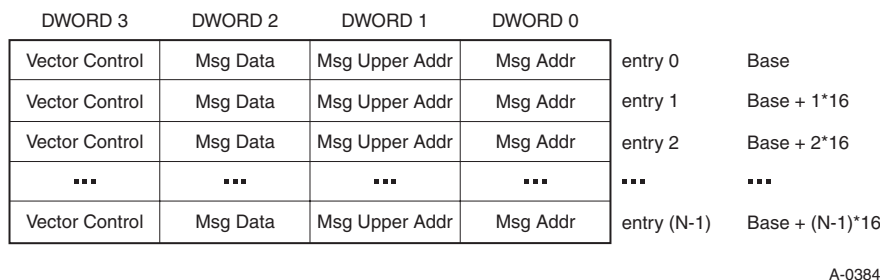 DWORD 3 DWORD 2 DWORD 1 DWORD 0
Vector Control Msg Data Msg Upper Addr Msg Addr entry 0 Base
Vector Control Msg Data Msg Upper Addr Msg Addr entry 1 Base + 1*16
Vector Control Msg Data Msg Upper Addr Msg Addr entry 2 Base + 2*16
... ... ... ... ... ...
Vector Control Msg Data Msg Upper Addr Msg Addr entry (N-1) Base + (N-1)*16
A-0384